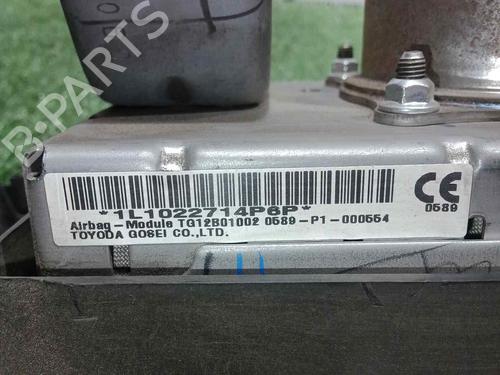 B-PARTS
*1L1022714P6P*
Airbag-Module TG12B01002 0589-P1-000554
TOYODA GOSEI CO.,LTD.
CE
0589